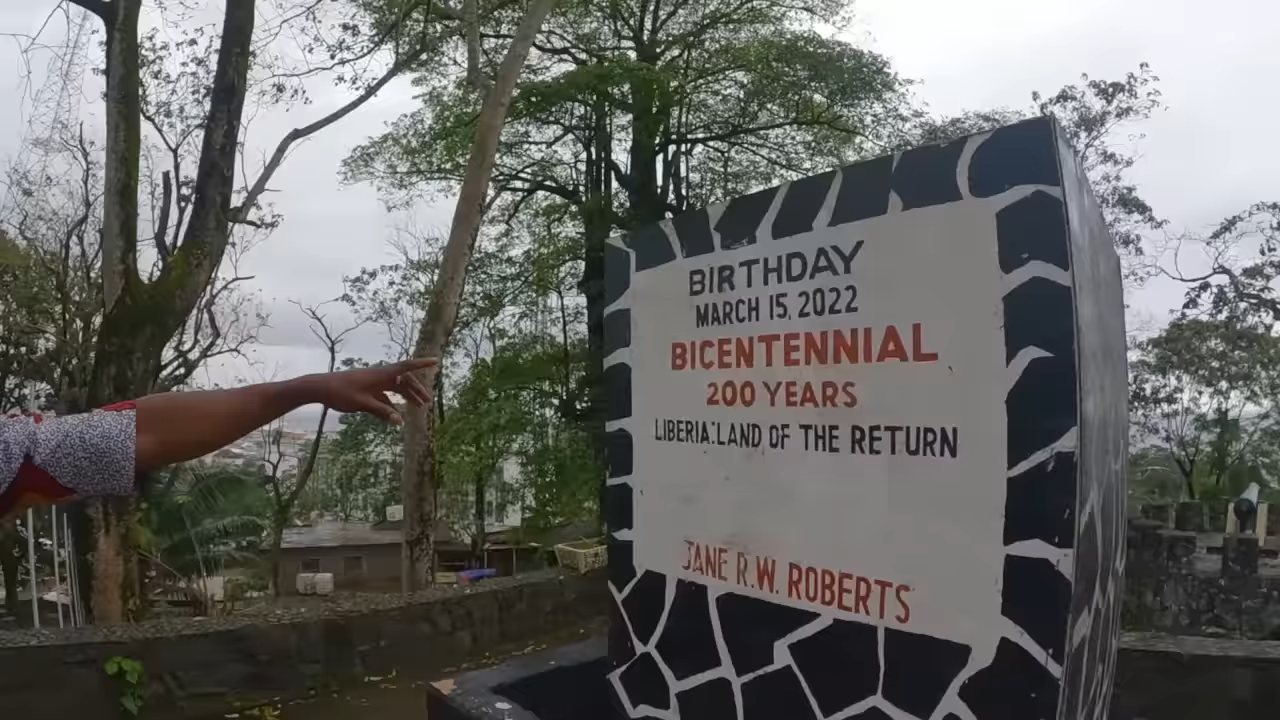 BIRTHDAY
MARCH 15, 2022
BICENTENNIAL
200 YEARS
LIBERIA:LAND OF THE RETURN
JANE R.W. ROBERTS